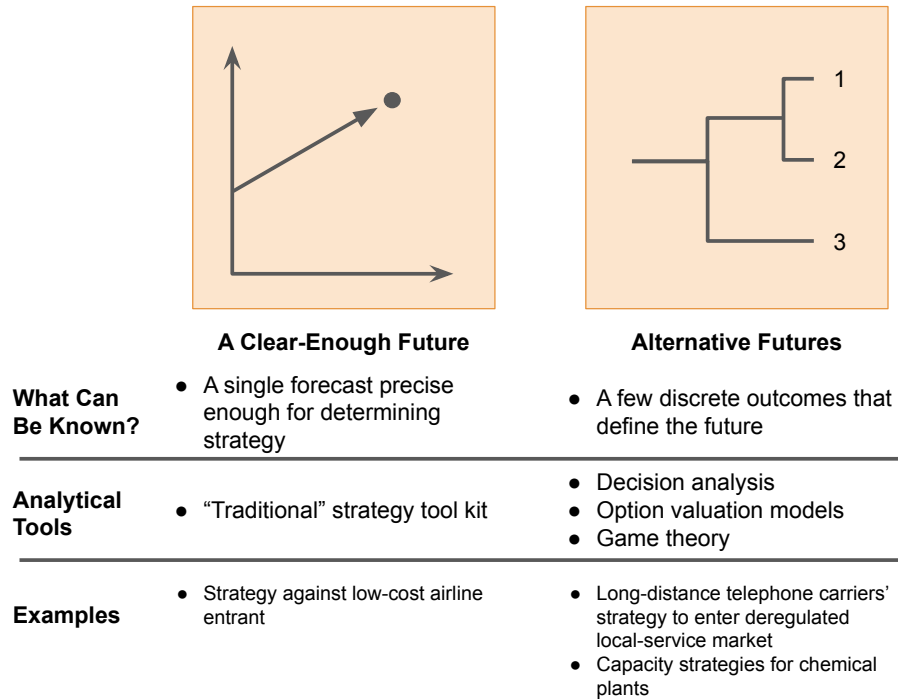 1
2
3
A Clear-Enough Future
Alternative Futures
What Can
Be Known?
● A single forecast precise
enough for determining
strategy
● A few discrete outcomes that
define the future
Analytical
Tools
● “Traditional” strategy tool kit
● Decision analysis
● Option valuation models
● Game theory
Examples
● Strategy against low-cost airline
entrant
● Long-distance telephone carriers’
strategy to enter deregulated
local-service market
● Capacity strategies for chemical
plants